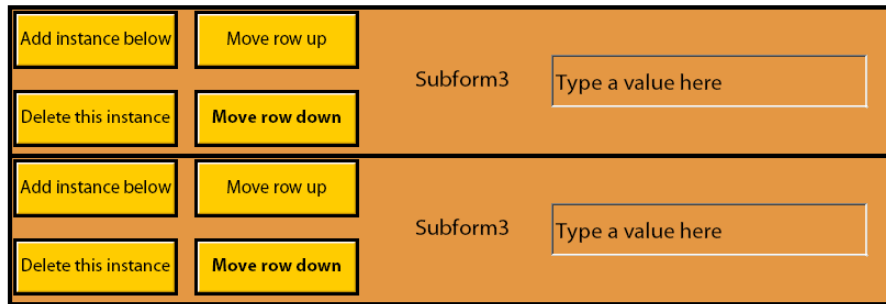 Add instance below Move row up
Subform3 Type a value here
Delete this instance Move row down
Add instance below Move row up
Subform3 Type a value here
Delete this instance Move row down